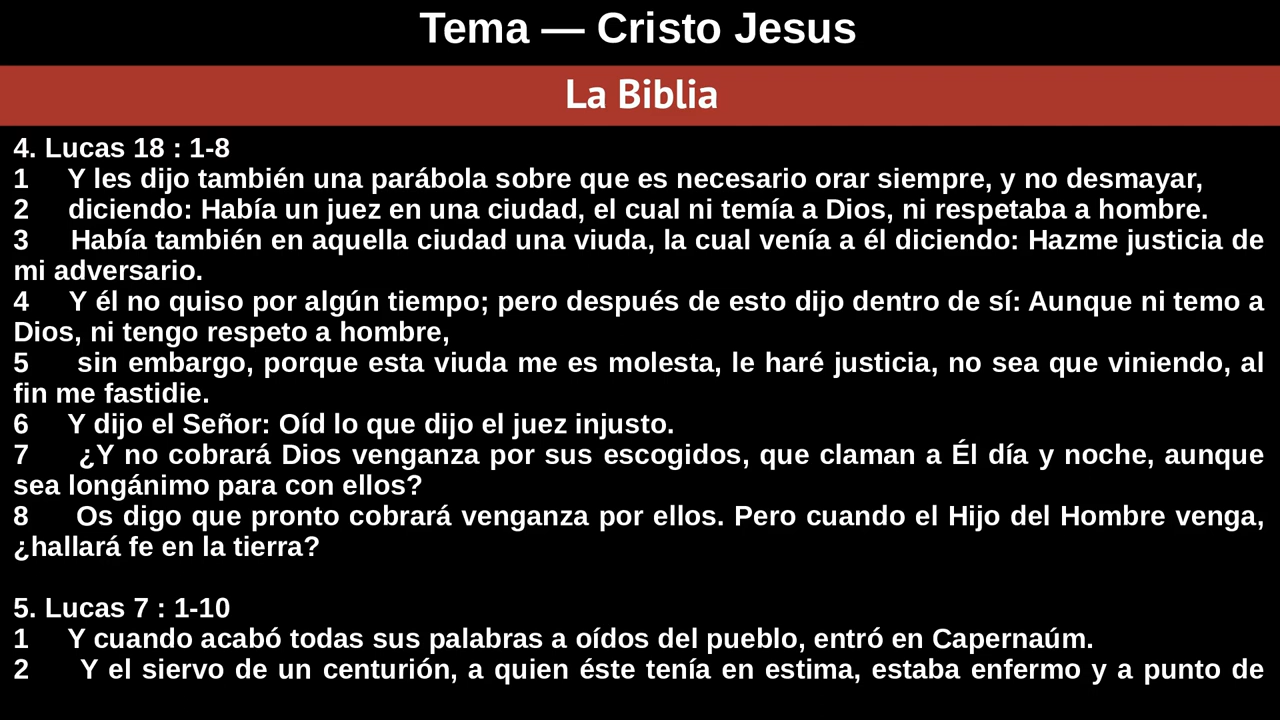 Tema — Cristo Jesus
La Biblia
4. Lucas 18 : 1-8
1 Y les dijo también una parábola sobre que es necesario orar siempre, y no desmayar,
2 diciendo: Había un juez en una ciudad, el cual ni temía a Dios, ni respetaba a hombre.
3 Había también en aquella ciudad una viuda, la cual venía a él diciendo: Hazme justicia de
mi adversario.
4 Y él no quiso por algún tiempo; pero después de esto dijo dentro de sí: Aunque ni temo a
Dios, ni tengo respeto a hombre,
5 sin embargo, porque esta viuda me es molesta, le haré justicia, no sea que viniendo, al
fin me fastidie.
6 Y dijo el Señor: Oíd lo que dijo el juez injusto.
7 ¿Y no cobrará Dios venganza por sus escogidos, que claman a Él día y noche, aunque
sea longánimo para con ellos?
8 Os digo que pronto cobrará venganza por ellos. Pero cuando el Hijo del Hombre venga,
¿hallará fe en la tierra?
5. Lucas 7 : 1-10
1 Y cuando acabó todas sus palabras a oídos del pueblo, entró en Capernaúm.
2 Y el siervo de un centurión, a quien éste tenía en estima, estaba enfermo y a punto de